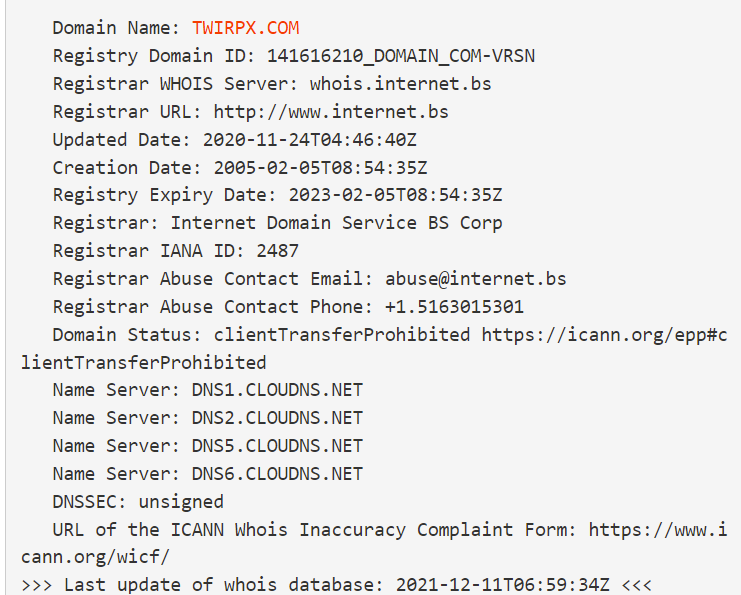 Domain Name: TWIRPX.COM
Registry Domain ID: 141616210_DOMAIN_COM-VRSN
Registrar WHOIS Server: whois.internet.bs
Registrar URL: http://www.internet.bs
Updated Date: 2020-11-24T04:46:40Z
Creation Date: 2005-02-05T08:54:35Z
Registry Expiry Date: 2023-02-05T08:54:35Z
Registrar: Internet Domain Service BS Corp
Registrar IANA ID: 2487
Registrar Abuse Contact Email: abuse@internet.bs
Registrar Abuse Contact Phone: +1.5163015301
Domain Status: clientTransferProhibited https://icann.org/epp#c
lientTransferProhibited
Name Server: DNS1.CLOUDNS.NET
Name Server: DNS2.CLOUDNS.NET
Name Server: DNS5.CLOUDNS.NET
Name Server: DNS6.CLOUDNS.NET
DNSSEC: unsigned
URL of the ICANN Whois Inaccuracy Complaint Form: https://www.i
cann.org/wicf/
>>> Last update of whois database: 2021-12-11T06:59:34Z <<<